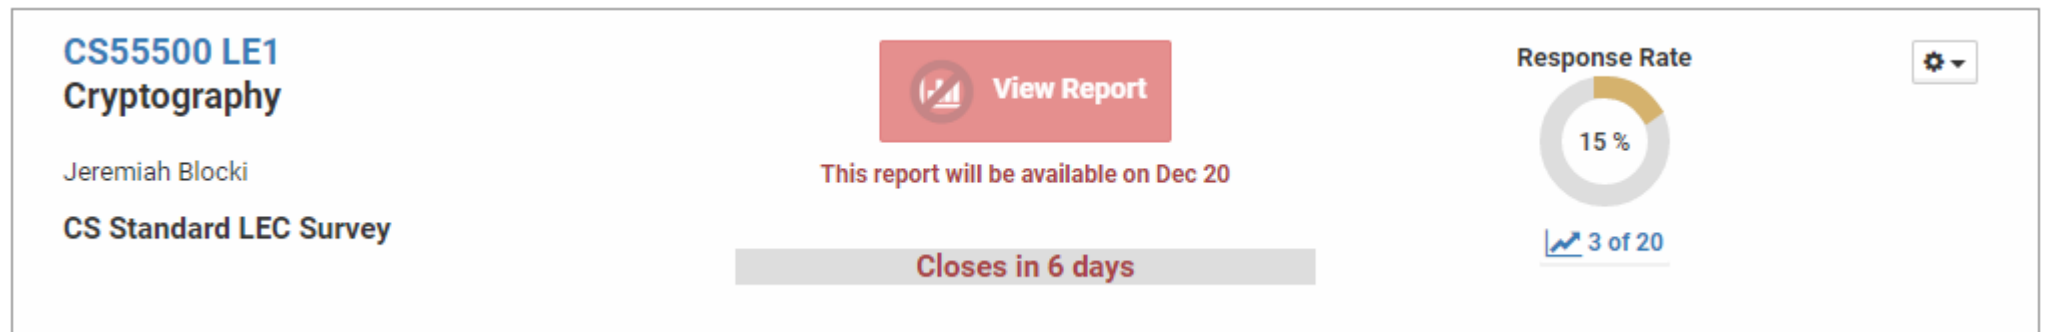 CS55500 LE1
Cryptography
Jeremiah Blocki
CS Standard LEC Survey
View Report
This report will be available on Dec 20
Closes in 6 days
Response Rate
15 %
3 of 20